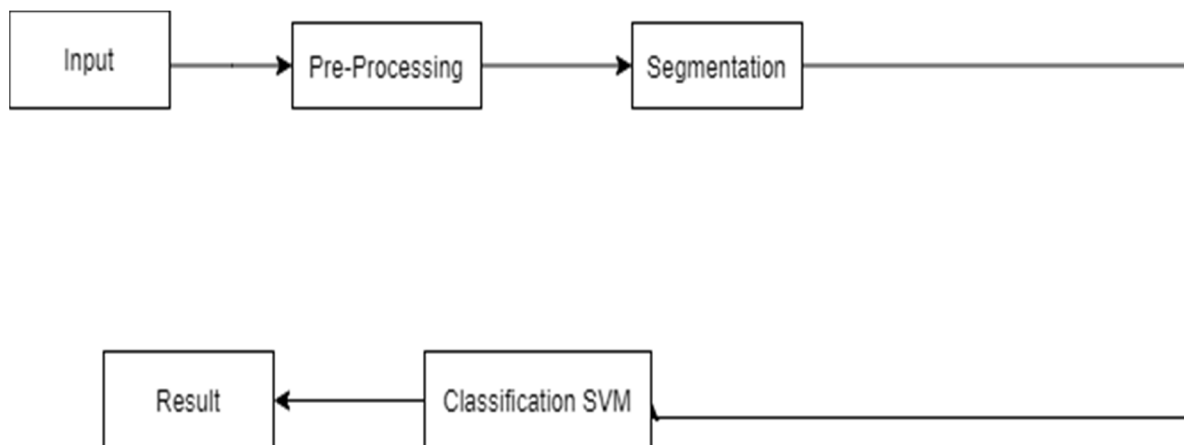 Input
Pre-Processing
Segmentation
Result
Classification SVM